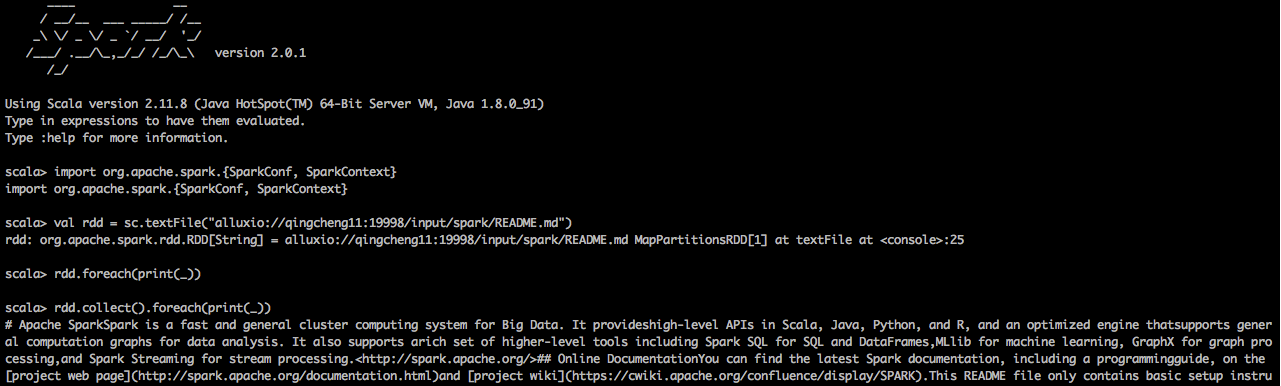 ____              __
     / __/__  ___ _____/ /__
    _\ \/ _ \/ _ `/ __/  '_/
   /___/ .__/\_,_/_/ /_/\_\   version 2.0.1
      /_/
Using Scala version 2.11.8 (Java HotSpot(TM) 64-Bit Server VM, Java 1.8.0_91)
Type in expressions to have them evaluated.
Type :help for more information.
scala> import org.apache.spark.{SparkConf, SparkContext}
import org.apache.spark.{SparkConf, SparkContext}
scala> val rdd = sc.textFile("alluxio://qingcheng11:19998/input/spark/README.md")
rdd: org.apache.spark.rdd.RDD[String] = alluxio://qingcheng11:19998/input/spark/README.md MapPartitionsRDD[1] at textFile at <console>:25
scala> rdd.foreach(print(_))
scala> rdd.collect().foreach(print(_))
# Apache SparkSpark is a fast and general cluster computing system for Big Data. It provideshigh-level APIs in Scala, Java, Python, and R, and an optimized engine thatsupports gener
al computation graphs for data analysis. It also supports arich set of higher-level tools including Spark SQL for SQL and DataFrames,MLlib for machine learning, GraphX for graph pro
cessing,and Spark Streaming for stream processing.<http://spark.apache.org/>## Online DocumentationYou can find the latest Spark documentation, including a programmingguide, on the
[project web page](http://spark.apache.org/documentation.html)and [project wiki](https://cwiki.apache.org/confluence/display/SPARK).This README file only contains basic setup instru